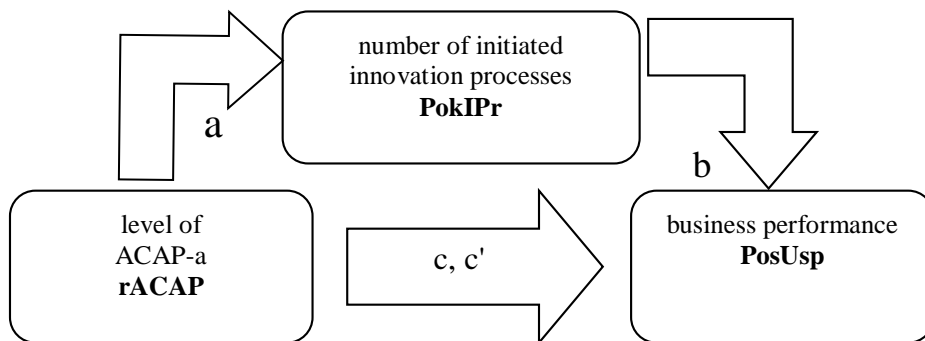 number of initiated
innovation processes
PokIPr
a
b
level of
ACAP-a
rACAP
c, c'
business performance
PosUsp